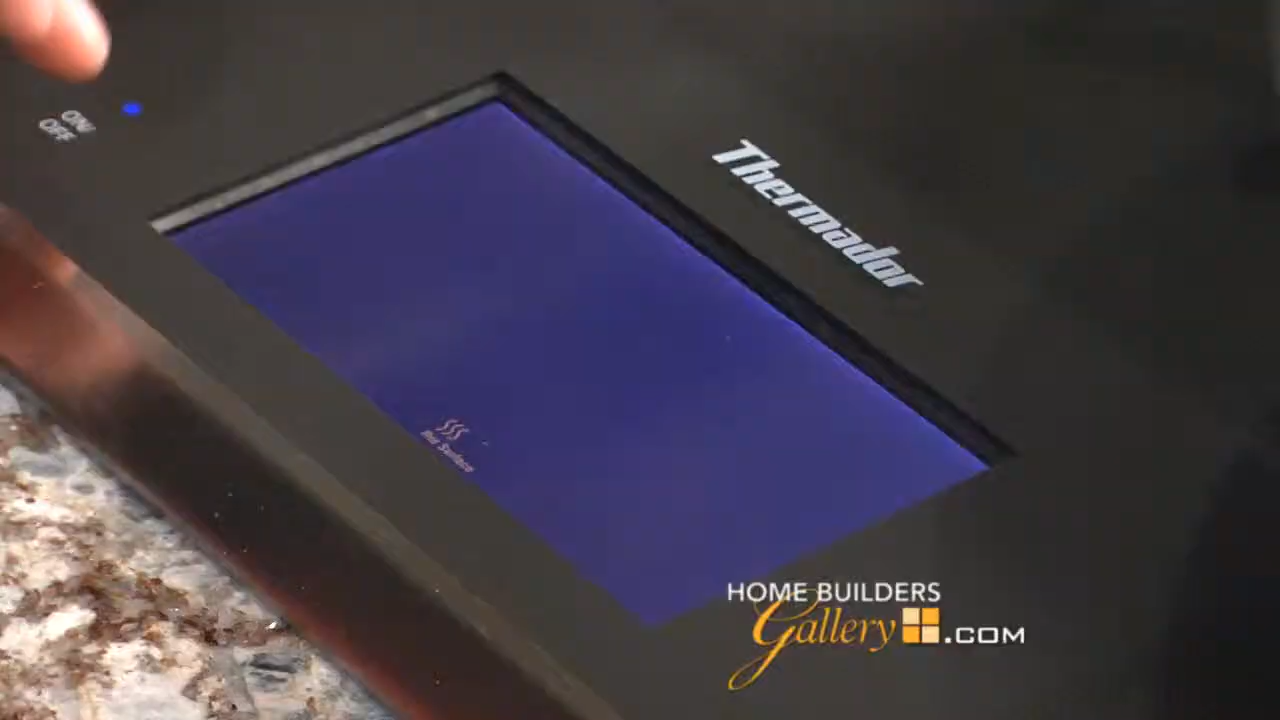 ON/
OFF
Thermador
Hot Surface
HOME BUILDERS
Gallery .COM